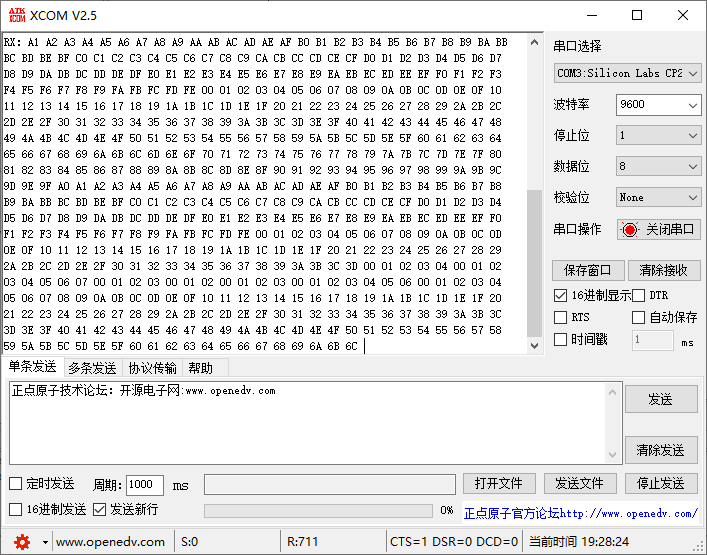 XCOM V2.5
RX: A1 A2 A3 A4 A5 A6 A7 A8 A9 AA AB AC AD AE AF B0 B1 B2 B3 B4 B5 B6 B7 B8 B9 BA BB
BC BD BE BF C0 C1 C2 C3 C4 C5 C6 C7 C8 C9 CA CB CC CD CE CF D0 D1 D2 D3 D4 D5 D6 D7
D8 D9 DA DB DC DD DE DF E0 E1 E2 E3 E4 E5 E6 E7 E8 E9 EA EB EC ED EE EF F0 F1 F2 F3
F4 F5 F6 F7 F8 F9 FA FB FC FD FE 00 01 02 03 04 05 06 07 08 09 0A 0B 0C 0D 0E 0F 10
11 12 13 14 15 16 17 18 19 1A 1B 1C 1D 1E 1F 20 21 22 23 24 25 26 27 28 29 2A 2B 2C
2D 2E 2F 30 31 32 33 34 35 36 37 38 39 3A 3B 3C 3D 3E 3F 40 41 42 43 44 45 46 47 48
49 4A 4B 4C 4D 4E 4F 50 51 52 53 54 55 56 57 58 59 5A 5B 5C 5D 5E 5F 60 61 62 63 64
65 66 67 68 69 6A 6B 6C 6D 6E 6F 70 71 72 73 74 75 76 77 78 79 7A 7B 7C 7D 7E 7F 80
81 82 83 84 85 86 87 88 89 8A 8B 8C 8D 8E 8F 90 91 92 93 94 95 96 97 98 99 9A 9B 9C
9D 9E 9F A0 A1 A2 A3 A4 A5 A6 A7 A8 A9 AA AB AC AD AE AF B0 B1 B2 B3 B4 B5 B6 B7 B8
B9 BA BB BC BD BE BF C0 C1 C2 C3 C4 C5 C6 C7 C8 C9 CA CB CC CD CE CF D0 D1 D2 D3 D4
D5 D6 D7 D8 D9 DA DB DC DD DE DF E0 E1 E2 E3 E4 E5 E6 E7 E8 E9 EA EB EC ED EE EF F0
F1 F2 F3 F4 F5 F6 F7 F8 F9 FA FB FC FD FE 00 01 02 03 04 05 06 07 08 09 0A 0B 0C 0D
0E 0F 10 11 12 13 14 15 16 17 18 19 1A 1B 1C 1D 1E 1F 20 21 22 23 24 25 26 27 28 29
2A 2B 2C 2D 2E 2F 30 31 32 33 34 35 36 37 38 39 3A 3B 3C 3D 00 01 02 03 04 00 01 02
03 04 05 06 07 00 01 02 03 04
05 06 07 08 09 0A 0B 0C 0D 0E 0F 10 11 12 13 14 15 16 17 18 19 1A 1B 1C 1D 1E 1F 20
21 22 23 24 25 26 27 28 29 2A 2B 2C 2D 2E 2F 30 31 32 33 34 35 36 37 38 39 3A 3B 3C
3D 3E 3F 40 41 42 43 44 45 46 47 48 49 4A 4B 4C 4D 4E 4F 50 51 52 53 54 55 56 57 58
59 5A 5B 5C 5D 5E 5F 60 61 62 63 64 65 66 67 68 69 6A 6B 6C
串口选择
COM3:Silicon Labs CP2
波特率 9600
停止位 1
数据位 8
校验位 None
串口操作 关闭串口
保存窗口 清除接收
16进制显示 DTR
RTS 自动保存
时间戳 1 ms
单条发送 多条发送 协议传输 帮助
正点原子技术论坛：开源电子网:www.openedv.com
发送
清除发送
定时发送 周期: 1000 ms 打开文件 发送文件 停止发送
16进制发送 发送新行 0% 正点原子官方论坛http://www.openedv.com/
www.openedv.com S:0 R:711 CTS=1 DSR=0 DCD=0 当前时间 19:28:24